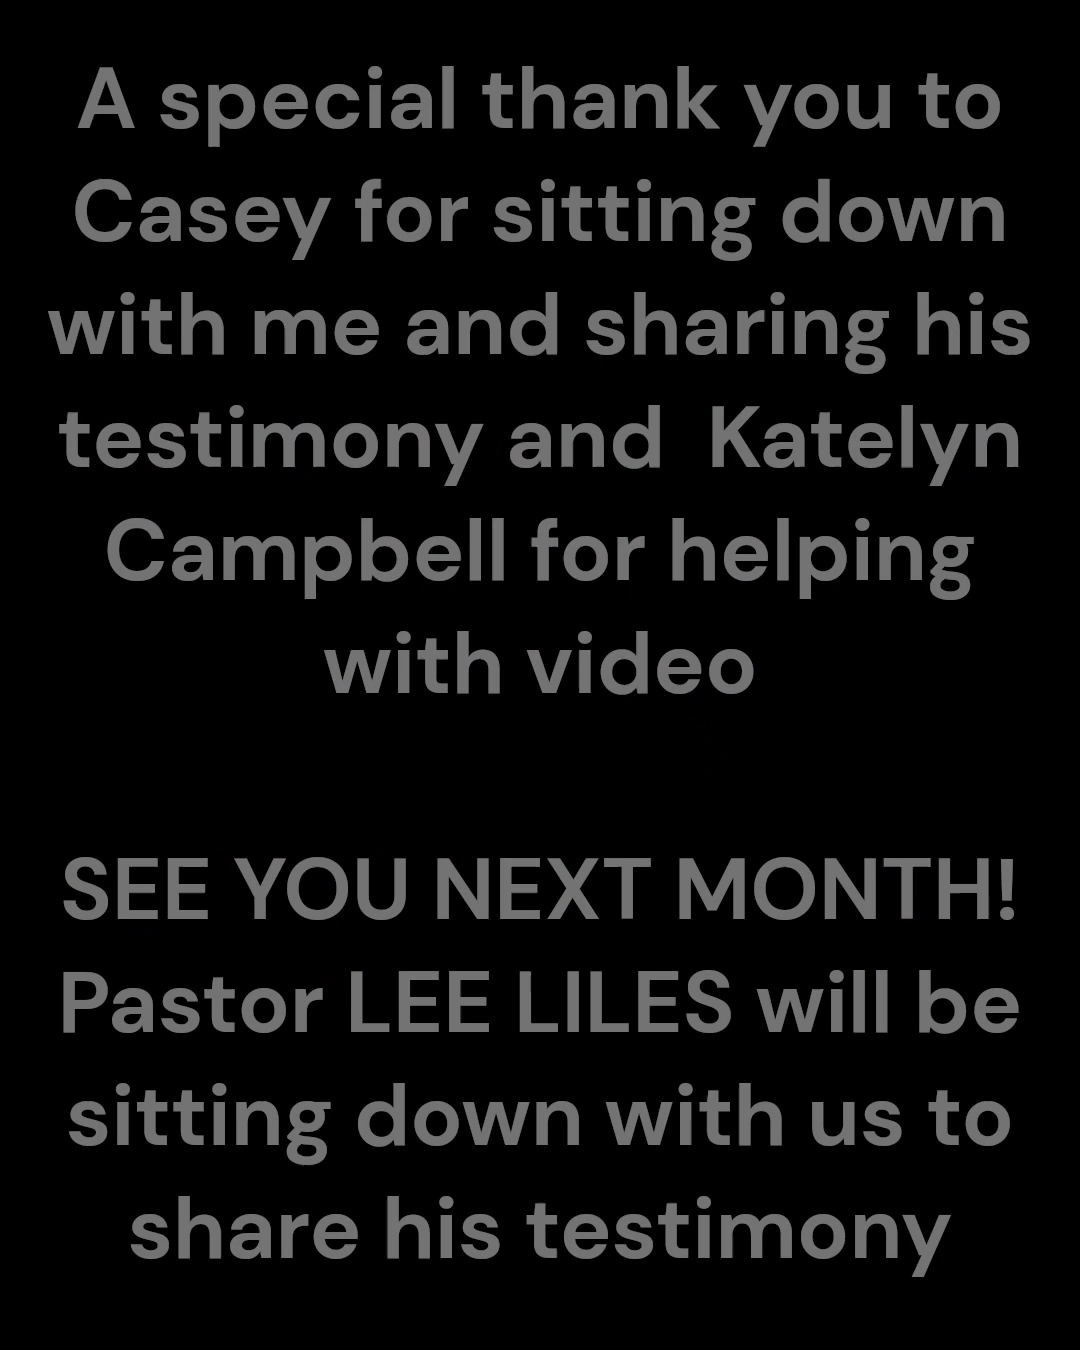 A special thank you to
Casey for sitting down
with me and sharing his
testimony and  Katelyn
Campbell for helping
with video
SEE YOU NEXT MONTH!
Pastor LEE LILES will be
sitting down with us to
share his testimony